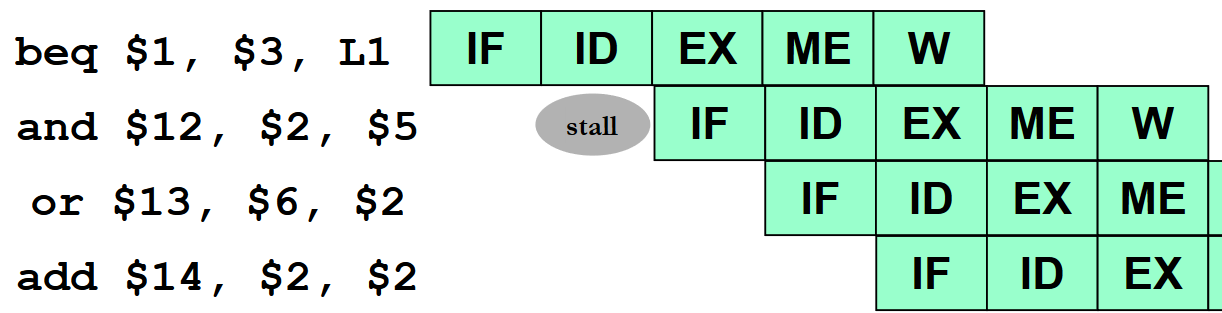 beq $1, $3, L1 IF ID EX ME W
and $12, $2, $5 stall IF ID EX ME W
or $13, $6, $2 IF ID EX ME
add $14, $2, $2 IF ID EX